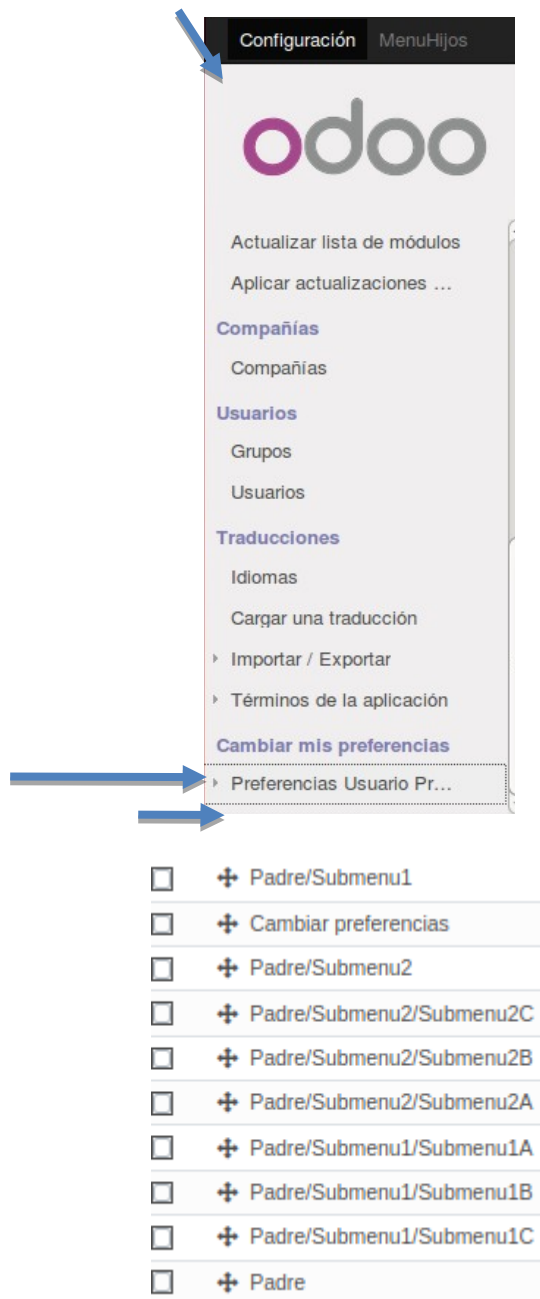 Configuración MenuHijos
odoo
Actualizar lista de módulos
Aplicar actualizaciones ...
Compañías
Compañías
Usuarios
Grupos
Usuarios
Traducciones
Idiomas
Cargar una traducción
Importar / Exportar
Términos de la aplicación
Cambiar mis preferencias
Preferencias Usuario Pr...
Padre/Submenu1
Cambiar preferencias
Padre/Submenu2
Padre/Submenu2/Submenu2C
Padre/Submenu2/Submenu2B
Padre/Submenu2/Submenu2A
Padre/Submenu1/Submenu1A
Padre/Submenu1/Submenu1B
Padre/Submenu1/Submenu1C
Padre